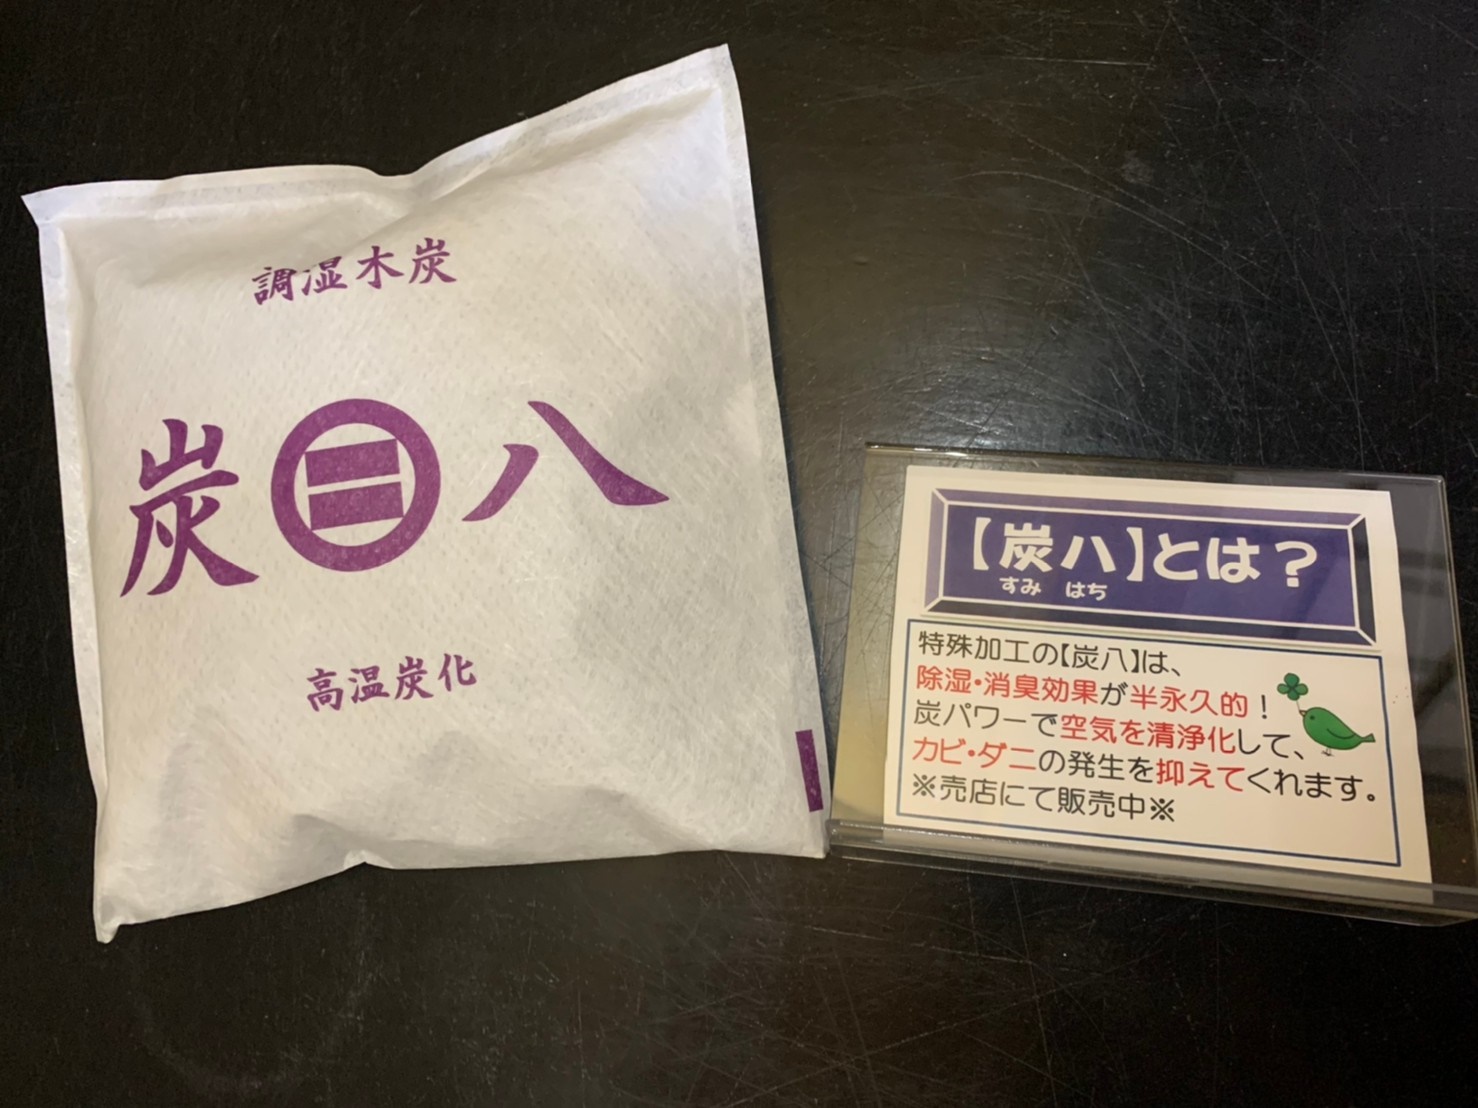 調湿木炭
炭八
高温炭化
【炭八】とは？
すみ はち
特殊加工の【炭八】は、
除湿・消臭効果が半永久的！
炭パワーで空気を清浄化して、
カビ・ダニの発生を抑えてくれます。
※売店にて販売中※